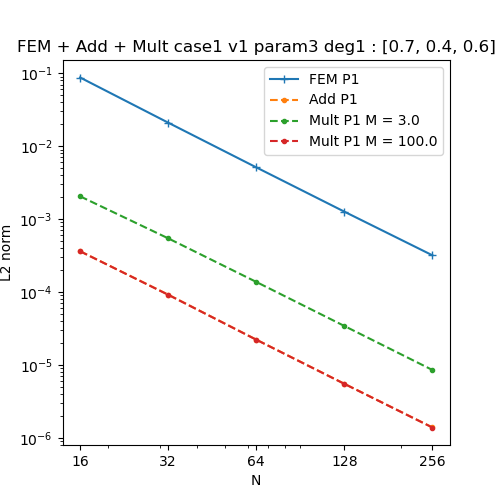 FEM + Add + Mult case1 v1 param3 deg1 : [0.7, 0.4, 0.6]
FEM P1
Add P1
Mult P1 M = 3.0
Mult P1 M = 100.0
L2 norm
10⁻¹
10⁻²
10⁻³
10⁻⁴
10⁻⁵
10⁻⁶
16 32 64 128 256
N